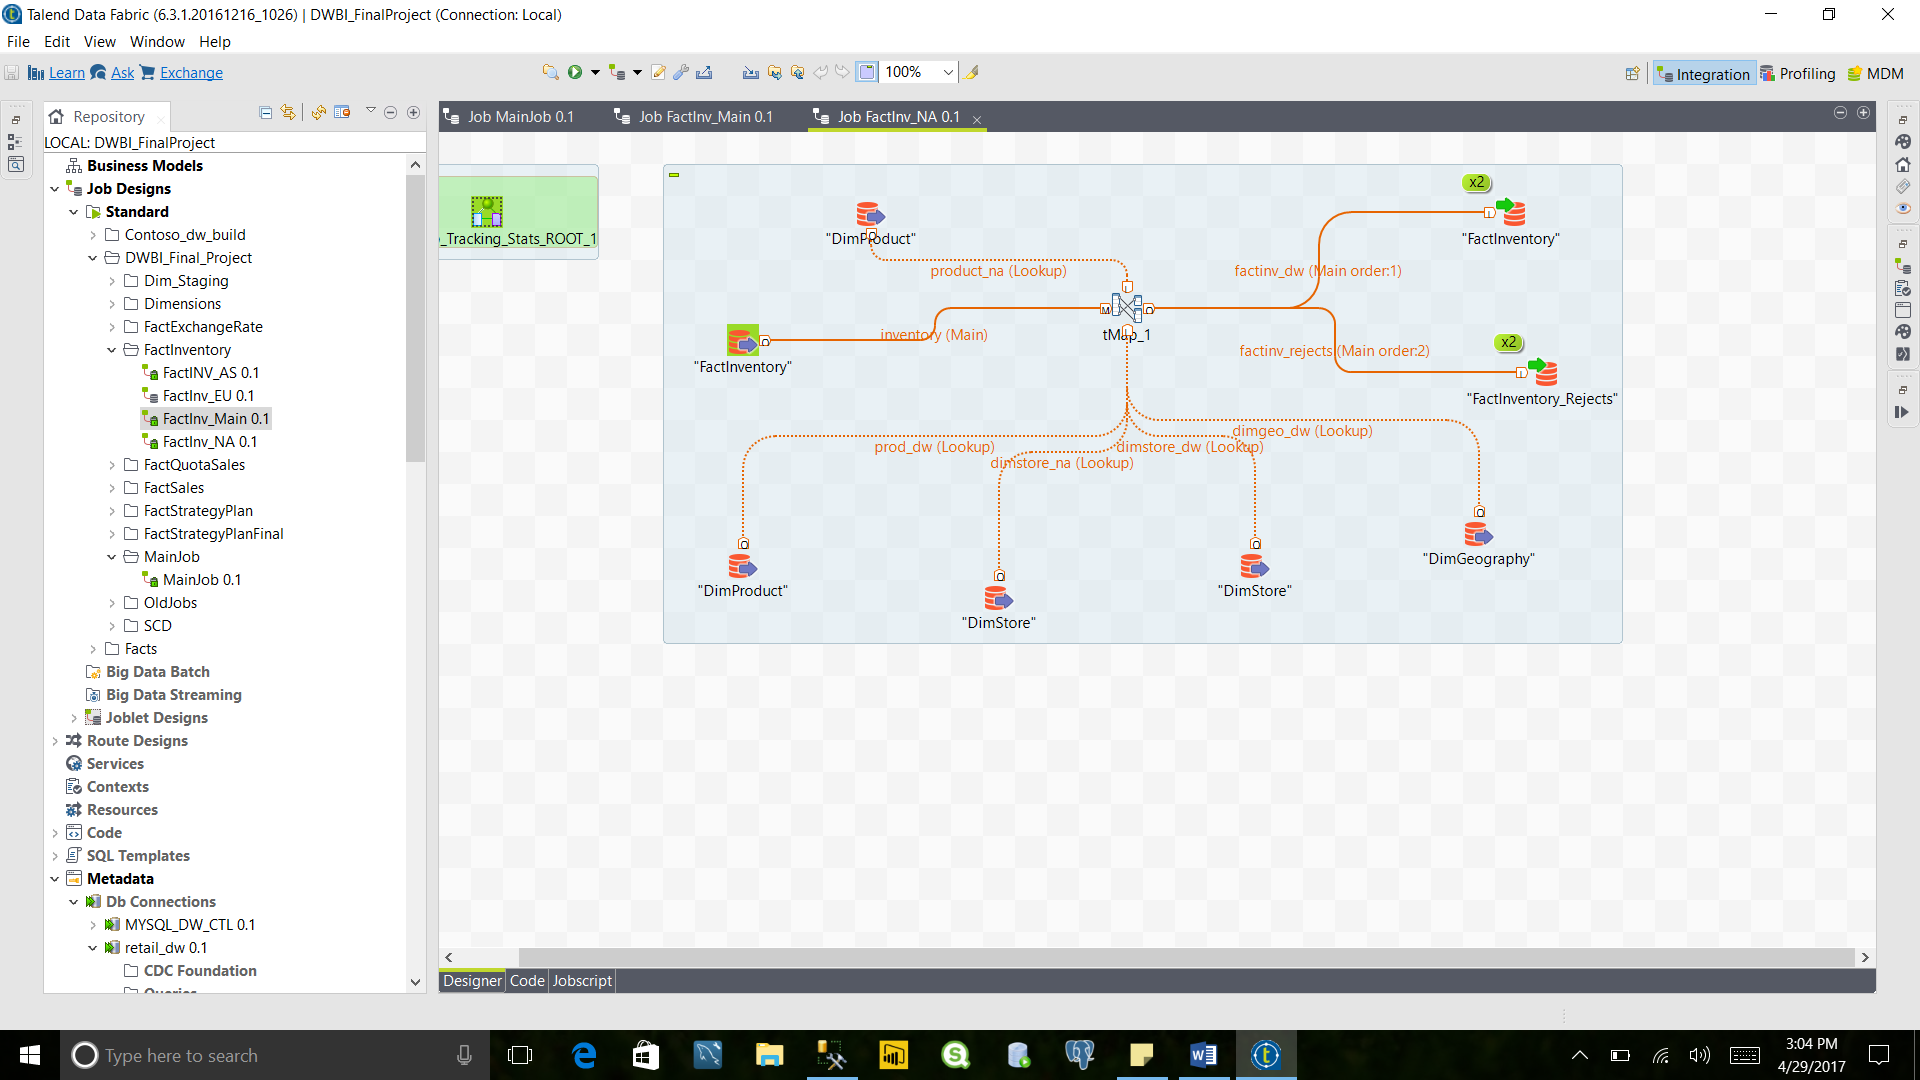 Talend Data Fabric (6.3.1.20161216_1026) | DWBI_FinalProject (Connection: Local)
File Edit View Window Help
Learn Ask Exchange
100%
Integration Profiling MDM
Repository
LOCAL: DWBI_FinalProject
Business Models
Job Designs
Standard
Contoso_dw_build
DWBI_Final_Project
Dim_Staging
Dimensions
FactExchangeRate
FactInventory
FactINV_AS 0.1
FactInv_EU 0.1
FactInv_Main 0.1
FactInv_NA 0.1
FactQuotaSales
FactSales
FactStrategyPlan
FactStrategyPlanFinal
MainJob
MainJob 0.1
OldJobs
SCD
Facts
Big Data Batch
Big Data Streaming
Joblet Designs
Route Designs
Services
Contexts
Resources
Code
SQL Templates
Metadata
Db Connections
MYSQL_DW_CTL 0.1
retail_dw 0.1
CDC Foundation
Queries
Job MainJob 0.1 Job FactInv_Main 0.1 Job FactInv_NA 0.1
_Tracking_Stats_ROOT_1
x2
"DimProduct"
"FactInventory"
product_na (Lookup)
factinv_dw (Main order:1)
inventory (Main)
tMap_1
x2
factinv_rejects (Main order:2)
"FactInventory"
"FactInventory_Rejects"
dimgeo_dw (Lookup)
prod_dw (Lookup)
dimstore_dw (Lookup)
dimstore_na (Lookup)
"DimGeography"
"DimProduct"
"DimStore"
"DimStore"
Designer Code Jobscript
Type here to search
3:04 PM
4/29/2017